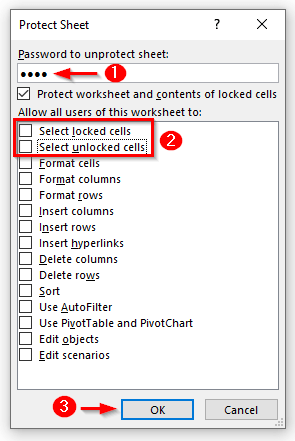 Protect Sheet
Password to unprotect sheet:
●●●●
1
Protect worksheet and contents of locked cells
Allow all users of this worksheet to:
Select locked cells
Select unlocked cells
2
Format cells
Format columns
Format rows
Insert columns
Insert rows
Insert hyperlinks
Delete columns
Delete rows
Sort
Use AutoFilter
Use PivotTable and PivotChart
Edit objects
Edit scenarios
3 OK Cancel